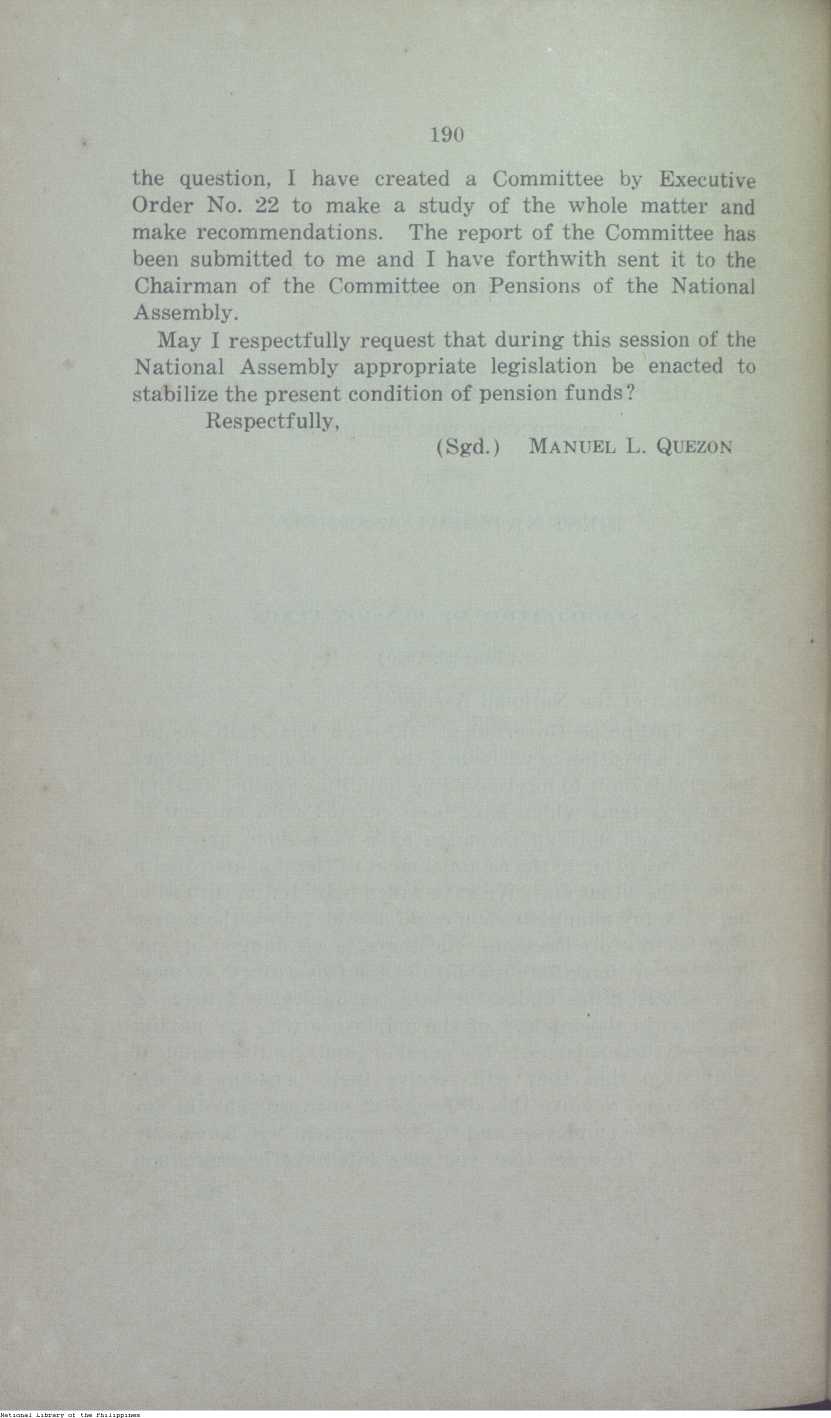 190
the question, I have created a Committee by Executive
Order No. 22 to make a study of the whole matter and
make recommendations. The report of the Committee has
been submitted to me and I have forthwith sent it to the
Chairman of the Committee on Pensions of the National
Assembly.
May I respectfully request that during this session of the
National Assembly appropriate legislation be enacted to
stabilize the present condition of pension funds?
Respectfully,
(Sgd.) MANUEL L. QUEZON
National Library of the Philippines